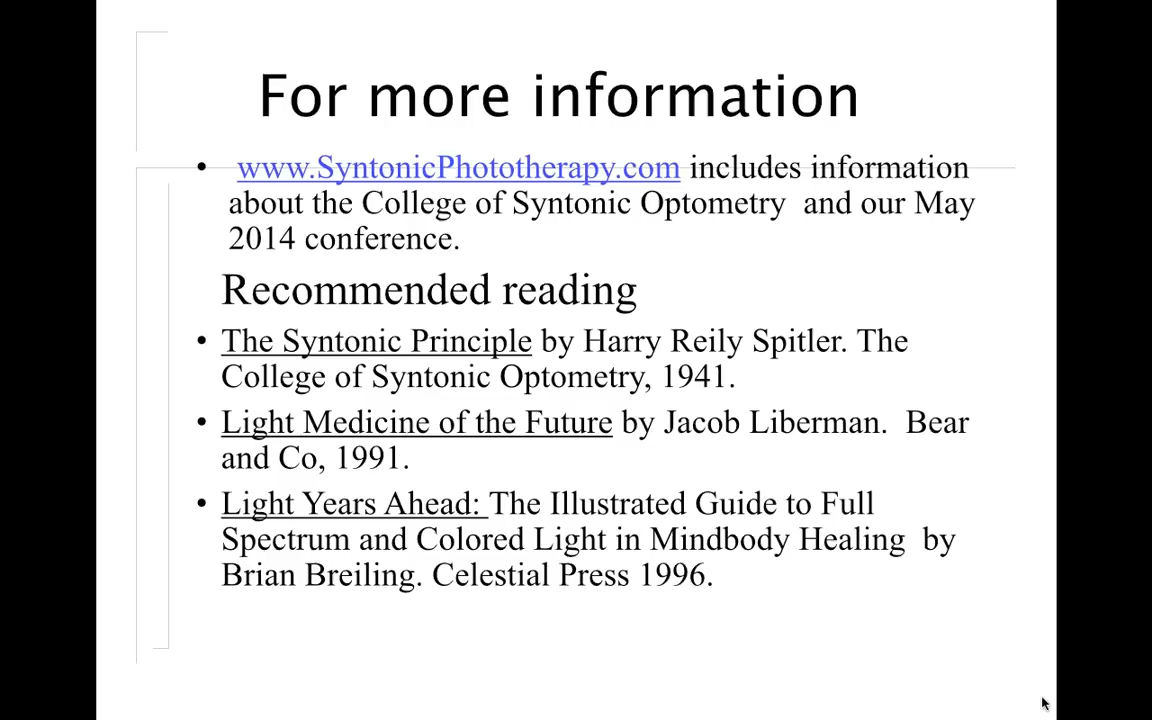 For more information
• www.SyntonicPhototherapy.com includes information
about the College of Syntonic Optometry and our May
2014 conference.
Recommended reading
• The Syntonic Principle by Harry Reily Spitler. The
College of Syntonic Optometry, 1941.
• Light Medicine of the Future by Jacob Liberman. Bear
and Co, 1991.
• Light Years Ahead: The Illustrated Guide to Full
Spectrum and Colored Light in Mindbody Healing by
Brian Breiling. Celestial Press 1996.